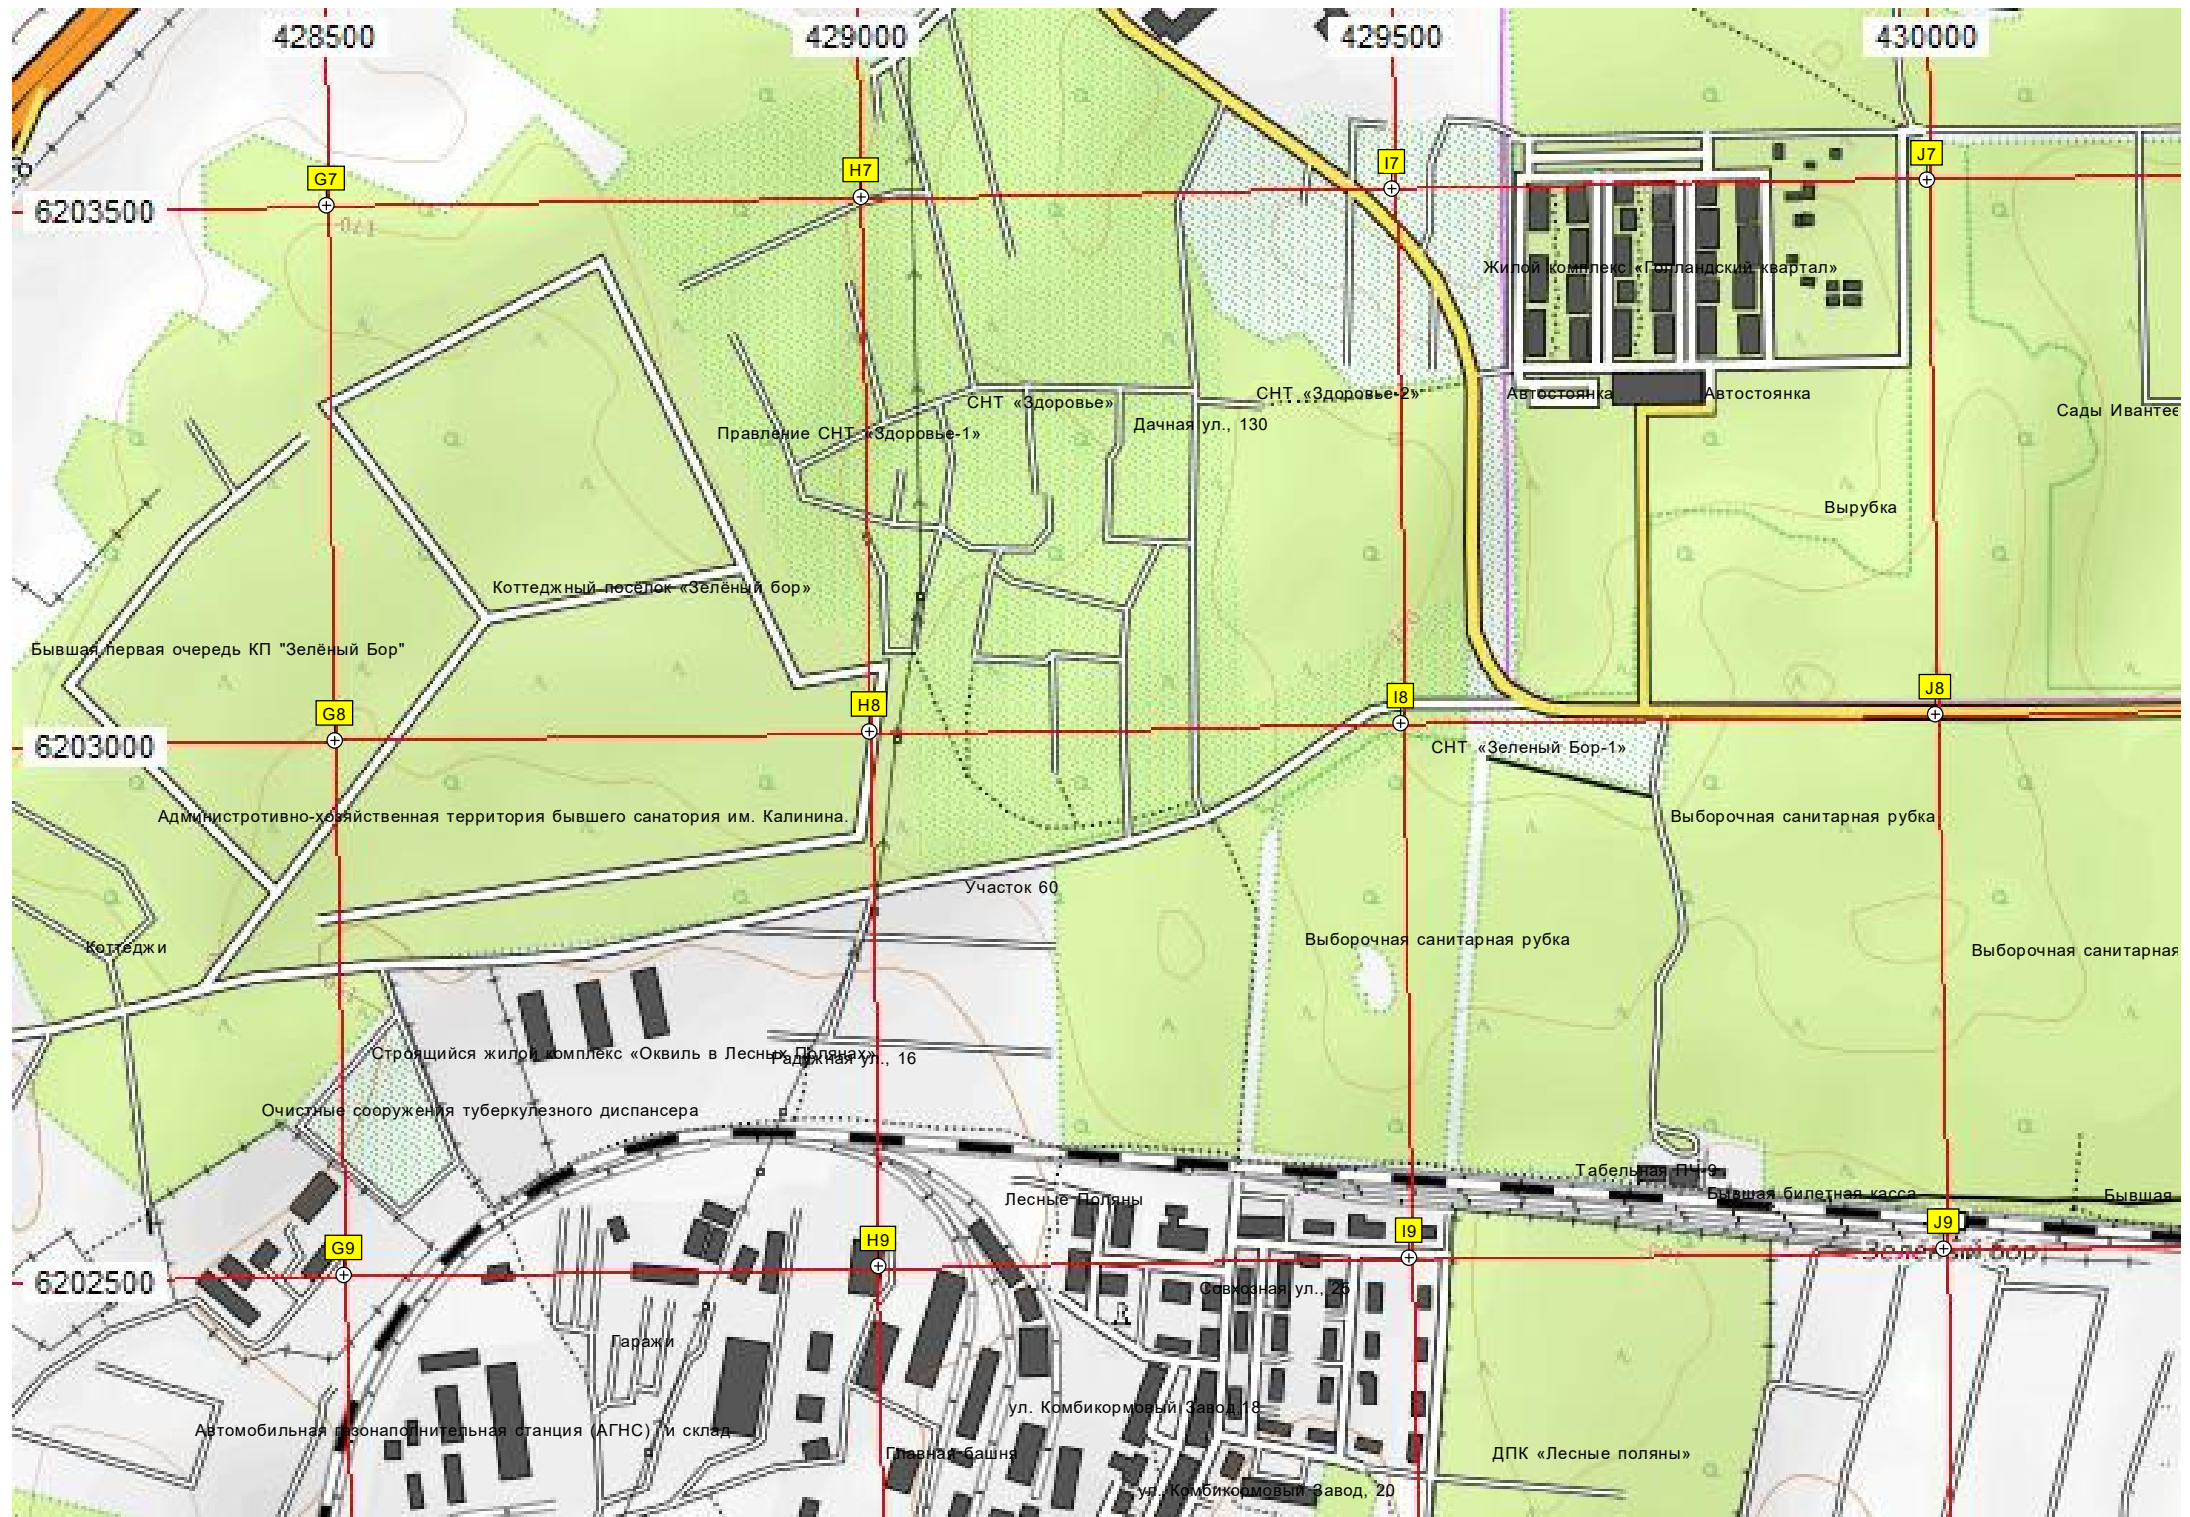 428500 429000 429500 430000
G7 H7 I7 J7
6203500
170
Жилой комплекс «Голландский квартал»
СНТ «Здоровье» СНТ «Здоровье-2» Автостоянка Автостоянка
Сады Ивантее
Правление СНТ «Здоровье-1» Дачная ул., 130
Вырубка
Коттеджный посёлок «Зелёный бор»
Бывшая первая очередь КП "Зелёный Бор"
G8 H8 I8 J8
6203000
СНТ «Зеленый Бор-1»
Административно-хозяйственная территория бывшего санатория им. Калинина.
Выборочная санитарная рубка
Участок 60
Коттеджи
Выборочная санитарная рубка
Выборочная санитарная
Строящийся жилой комплекс «Оквиль в Лесных Полянах»
Радужная ул., 16
Очистные сооружения туберкулезного диспансера
Табельная ПЧ-9
Лесные Поляны
Бывшая билетная касса
Бывшая
G9 H9 I9 J9
Зеленый бор
6202500
Совхозная ул., 25
Гаражи
ул. Комбикормовый Завод,18
Автомобильная газонаполнительная станция (АГНС) и склад
Главная башня
ДПК «Лесные поляны»
ул. Комбикормовый Завод, 20